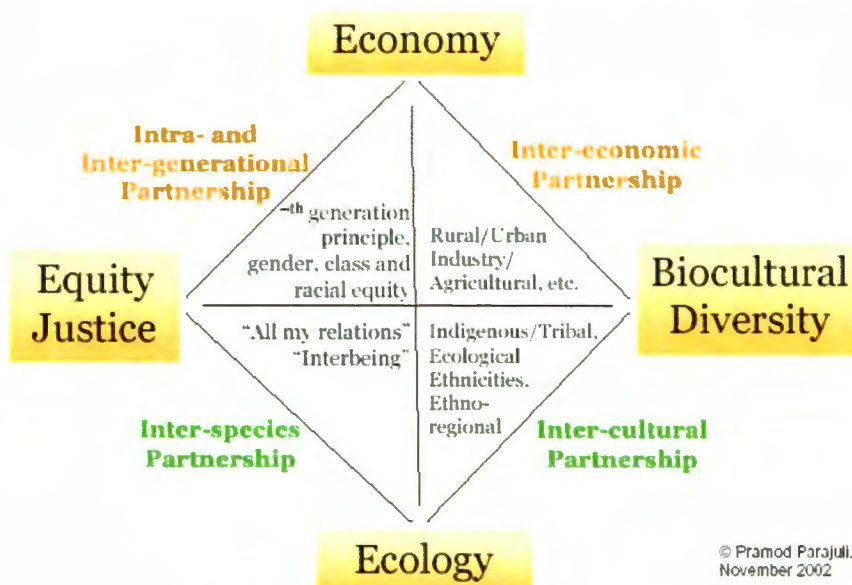 Economy
Intra- and
Inter-generational
Partnership
Inter-economic
Partnership
-th generation
principle,
gender, class and
racial equity
Rural/Urban
Industry/
Agricultural, etc.
Equity
Justice
Biocultural
Diversity
"All my relations"
"Interbeing"
Indigenous/Tribal,
Ecological
Ethnicities,
Ethno-
regional
Inter-species
Partnership
Inter-cultural
Partnership
Ecology
© Pramod Parajuli.
November 2002